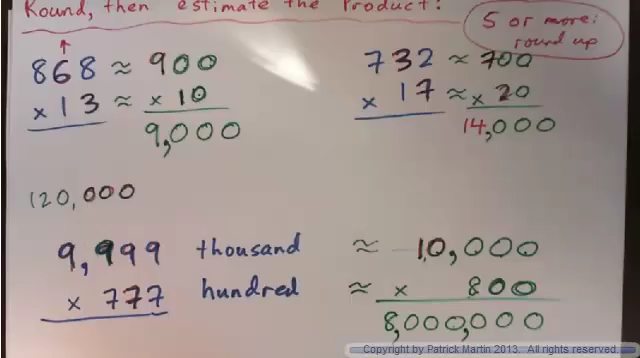 Round, then estimate the Product:
5 or more:
round up
868 ≈ 900
x 13 ≈ x 10
9,000
732 ≈ 700
x 17 ≈ x 20
14,000
120,000
9,999 thousand ≈ 10,000
x 777 hundred ≈ x 800
8,000,000
Copyright by Patrick Martin 2013. All rights reserved.